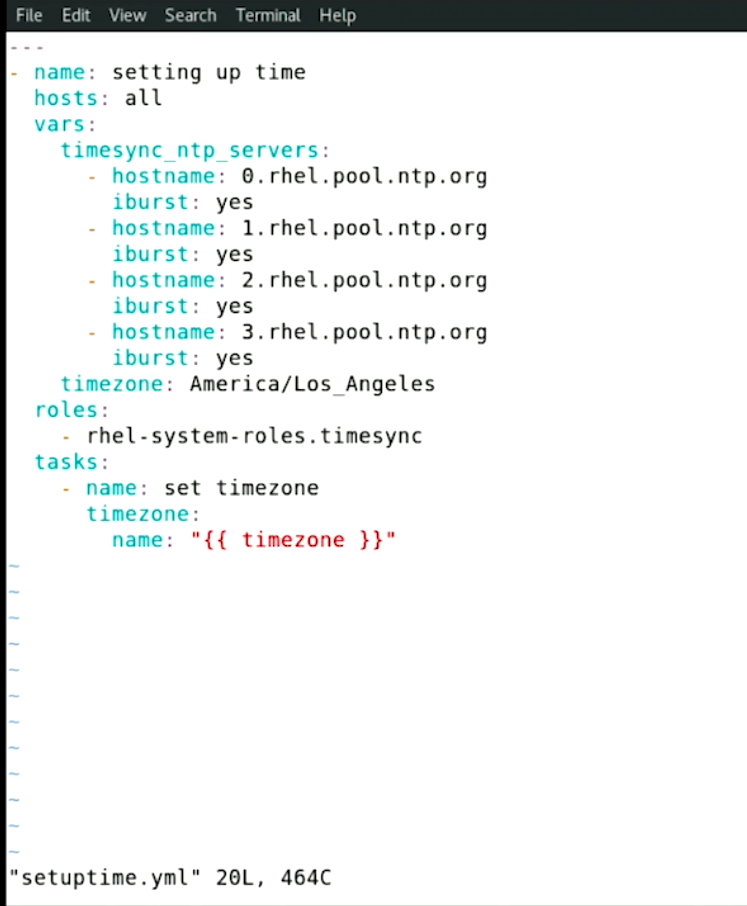 File Edit View Search Terminal Help
---
- name: setting up time
  hosts: all
  vars:
    timesync_ntp_servers:
      - hostname: 0.rhel.pool.ntp.org
        iburst: yes
      - hostname: 1.rhel.pool.ntp.org
        iburst: yes
      - hostname: 2.rhel.pool.ntp.org
        iburst: yes
      - hostname: 3.rhel.pool.ntp.org
        iburst: yes
    timezone: America/Los_Angeles
  roles:
    - rhel-system-roles.timesync
  tasks:
    - name: set timezone
      timezone:
        name: "{{ timezone }}"
~
~
~
~
~
~
~
~
~
~
~
~
"setuptime.yml" 20L, 464C